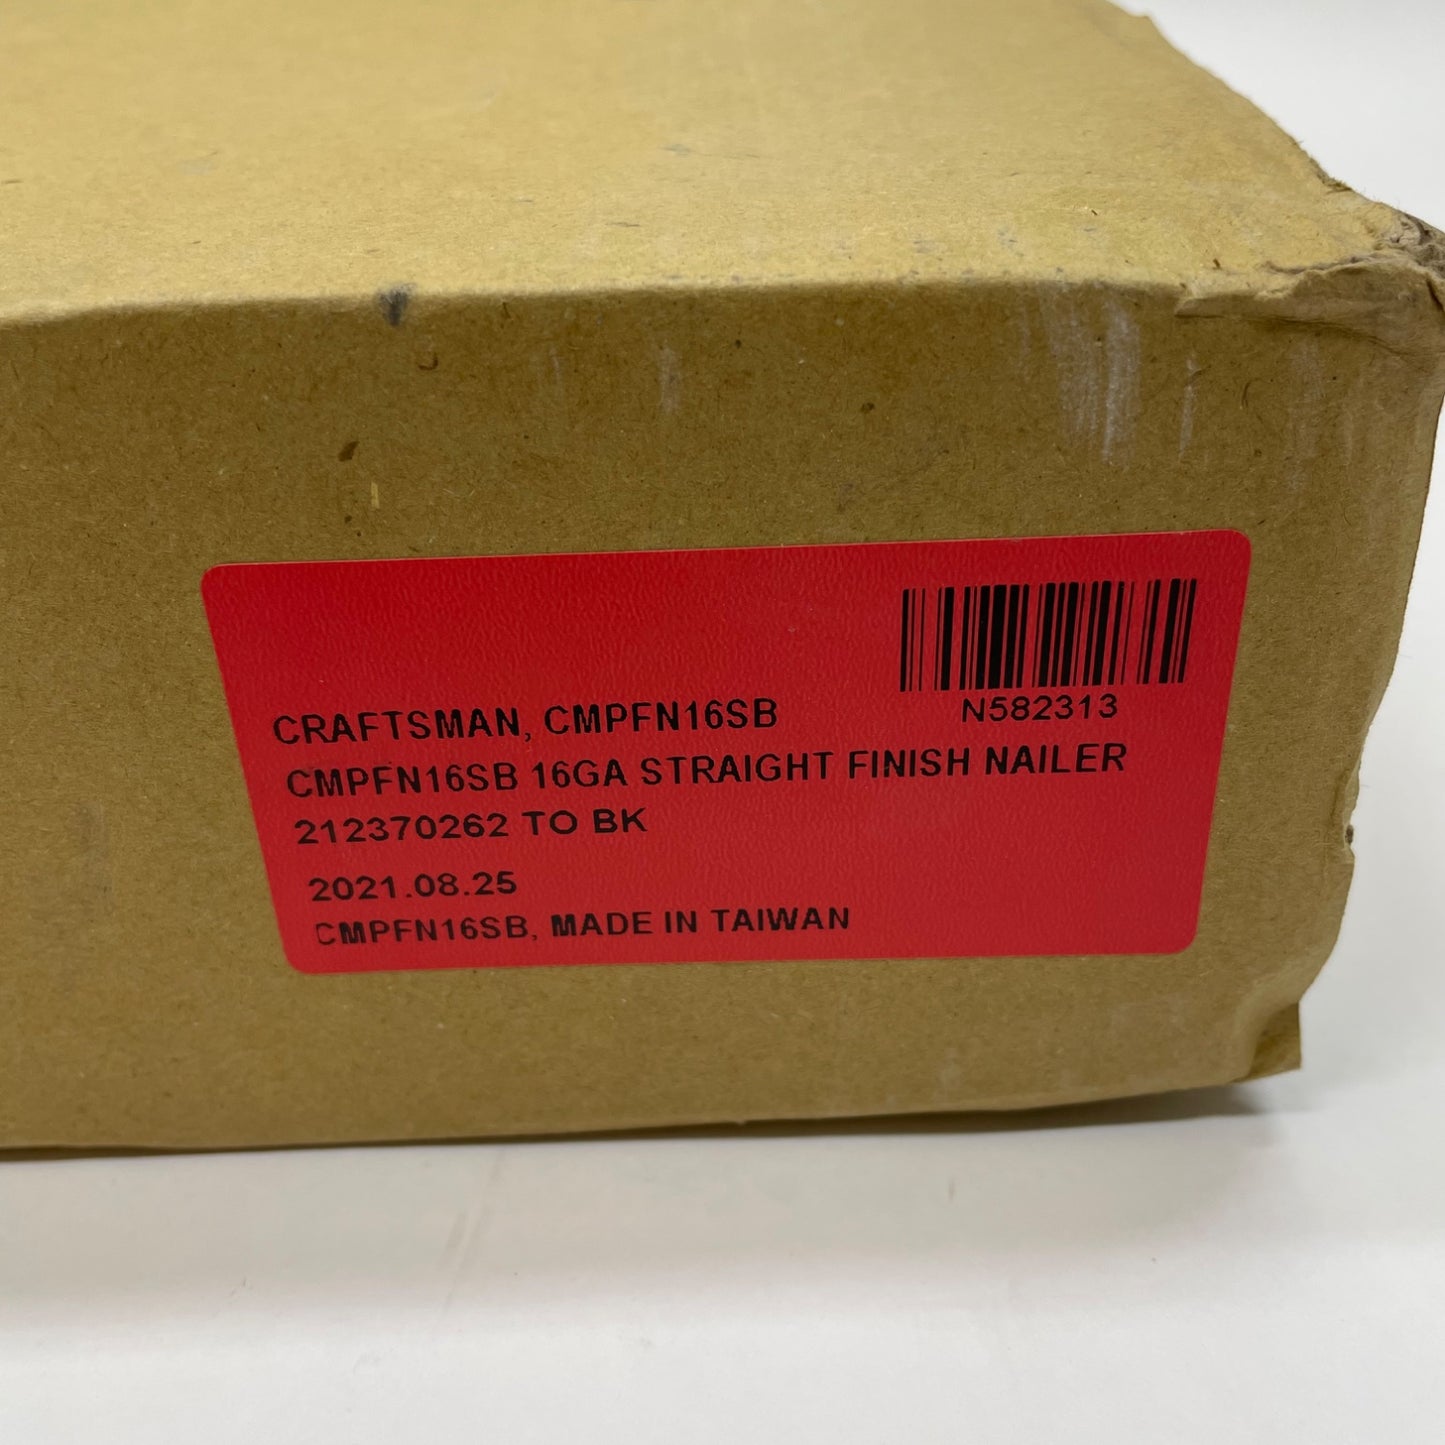 N582313
CRAFTSMAN, CMPFN16SB
CMPFN16SB 16GA STRAIGHT FINISH NAILER
212370262 TO BK
2021.08.25
CMPFN16SB, MADE IN TAIWAN